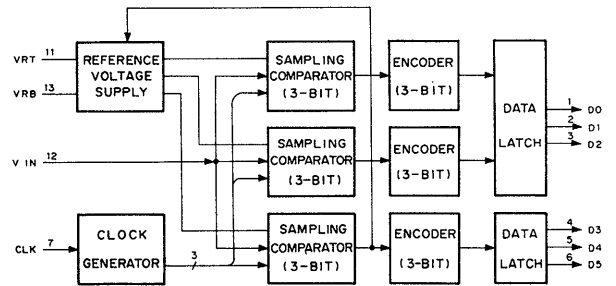 VRT 11
VRB 13
REFERENCE
VOLTAGE
SUPPLY
SAMPLING
COMPARATOR
(3-BIT)
ENCODER
(3-BIT)
V IN 12
SAMPLING
COMPARATOR
(3-BIT)
ENCODER
(3-BIT)
DATA
LATCH
1 D0
2 D1
3 D2
CLK 7
CLOCK
GENERATOR
3
SAMPLING
COMPARATOR
(3-BIT)
ENCODER
(3-BIT)
DATA
LATCH
4 D3
5 D4
6 D5